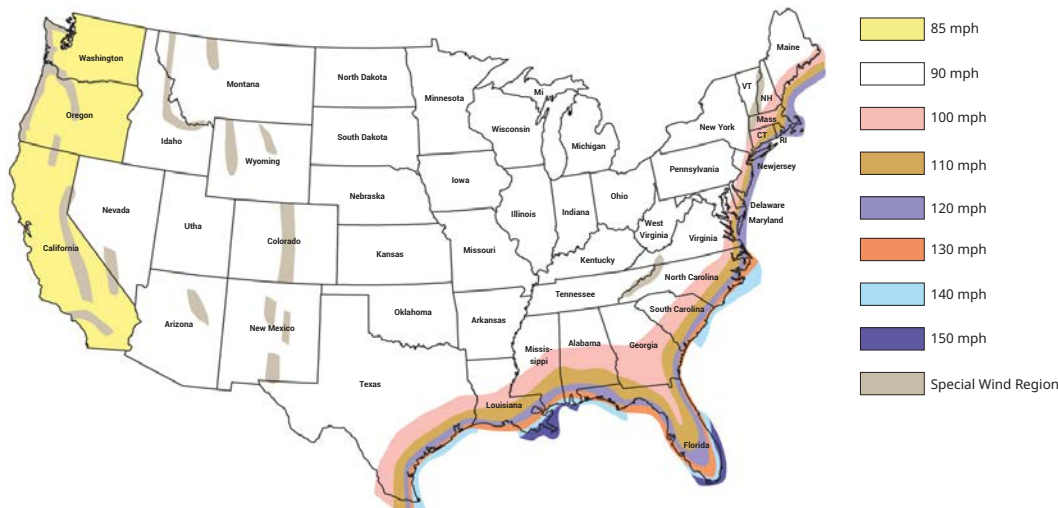 Washington
Oregon
California
Nevada
Idaho
Montana
Wyoming
Utha
Colorado
Arizona
New Mexico
North Dakota
South Dakota
Nebraska
Kansas
Oklahoma
Texas
Minnesota
Iowa
Missouri
Arkansas
Louisiana
Wisconsin
Illinois
Mi
Michigan
Indiana
Ohio
Kentucky
Tennessee
Missis-
sippi
Alabama
Georgia
Florida
South Carolina
North Carolina
Virginia
West
Virginia
Pennsylvania
New York
VT
NH
Maine
Mass
CT
RI
Newjersey
Delaware
Maryland
85 mph
90 mph
100 mph
110 mph
120 mph
130 mph
140 mph
150 mph
Special Wind Region